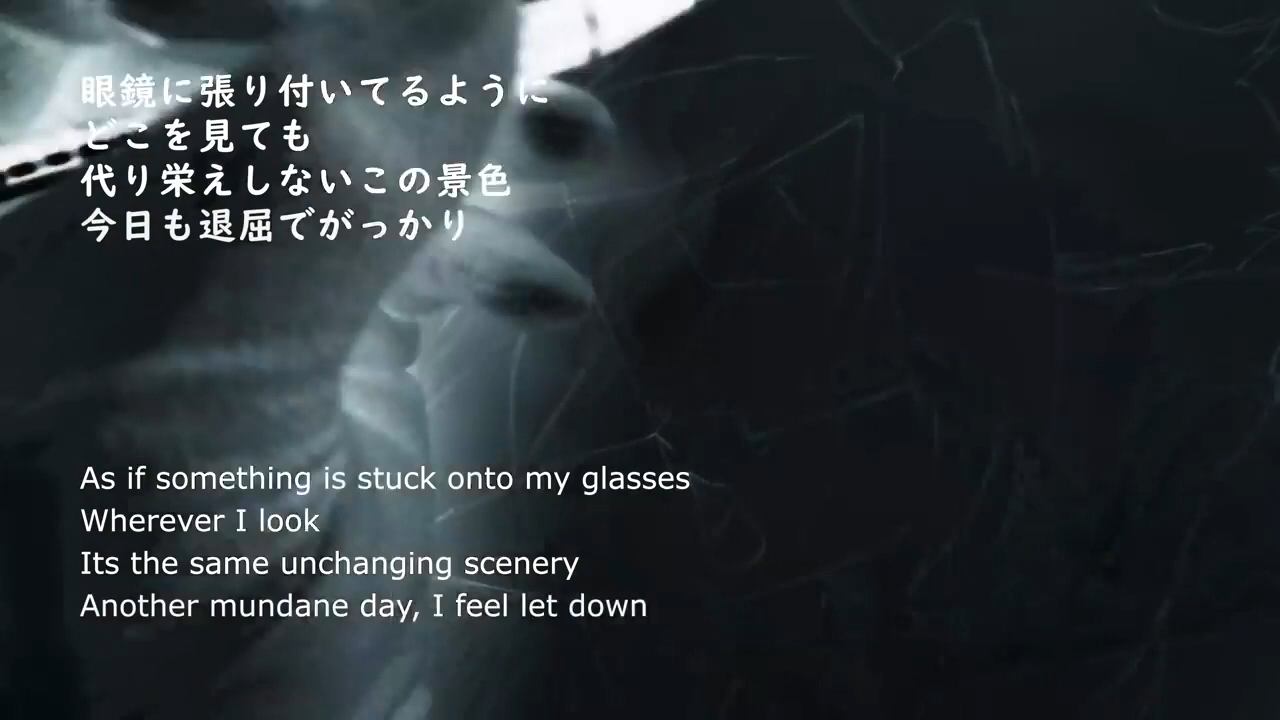 眼鏡に張り付いてるように
どこを見ても
代り栄えしないこの景色
今日も退屈でがっかり
As if something is stuck onto my glasses
Wherever I look
Its the same unchanging scenery
Another mundane day, I feel let down